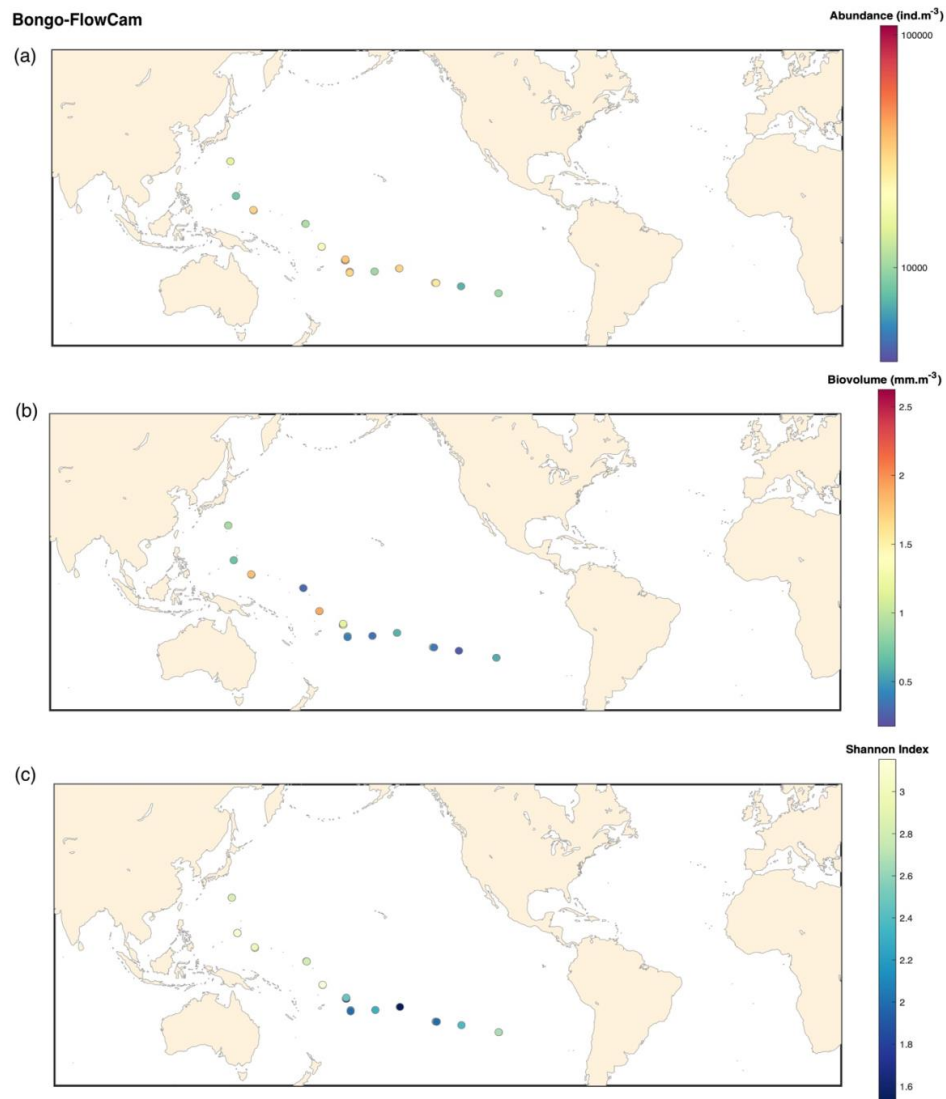 Bongo-FlowCam
Abundance (ind.m-3)
(a)
100000
10000
Biovolume (mm.m-3)
(b)
2.5
2
1.5
1
0.5
Shannon Index
(c)
3
2.8
2.6
2.4
2.2
2
1.8
1.6